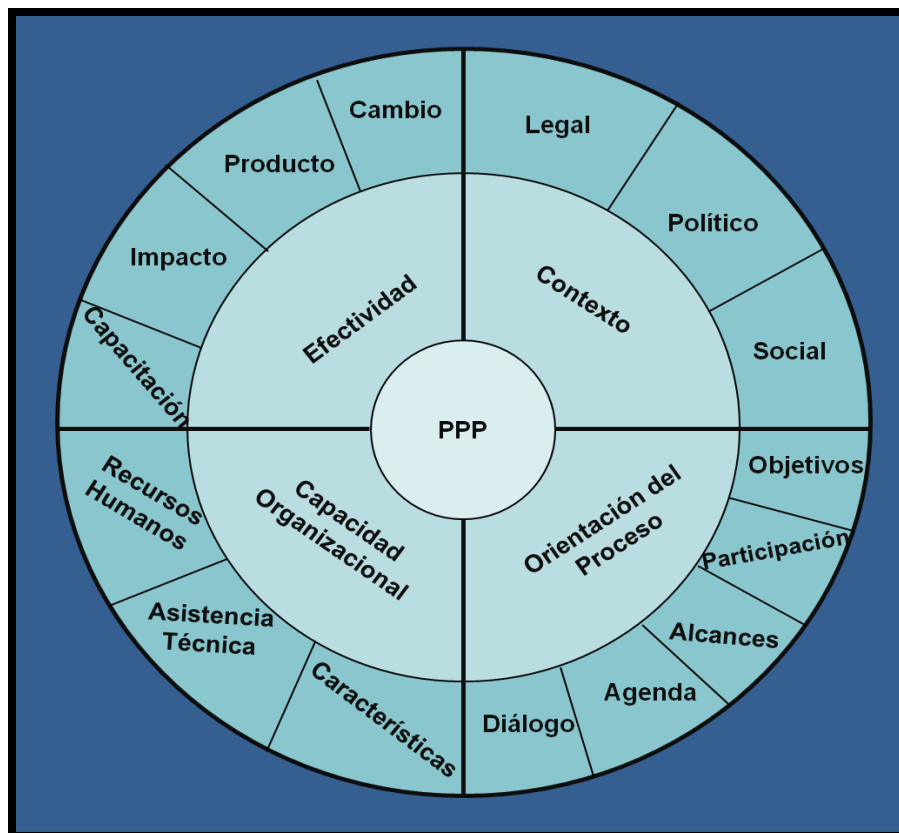 Cambio
Legal
Producto
Político
Impacto
Efectividad
Contexto
Capacitación
Social
PPP
Objetivos
Recursos
Humanos
Capacidad
Organizacional
Orientación del
Proceso
Participación
Asistencia
Técnica
Alcances
Características
Agenda
Diálogo